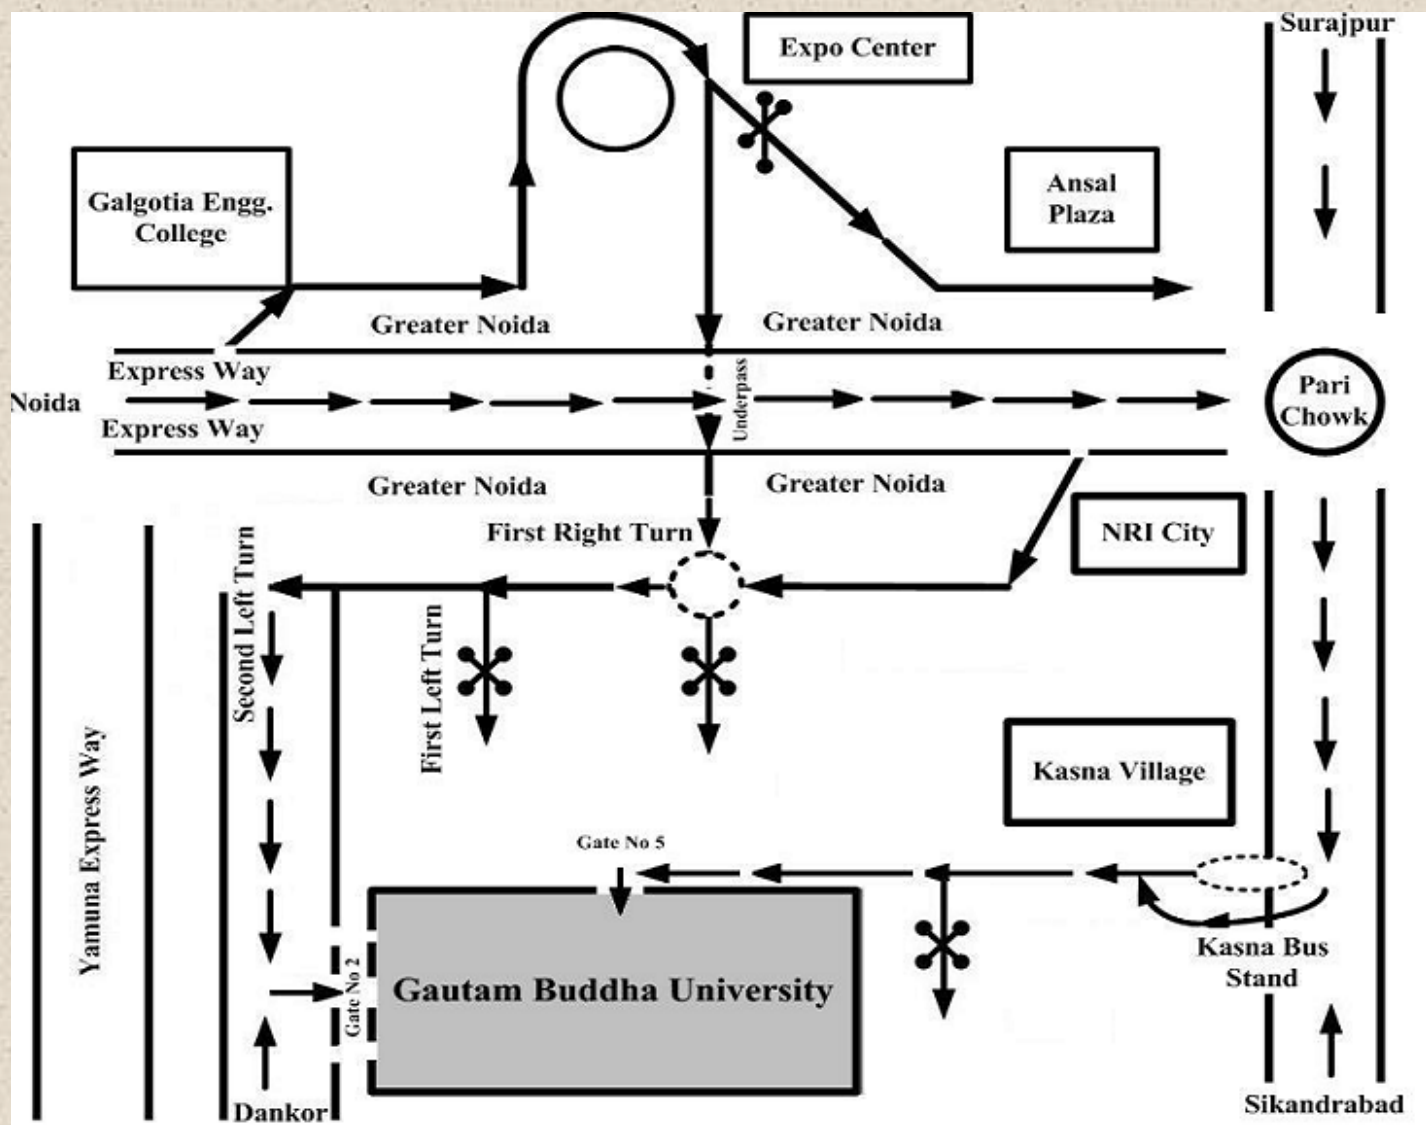 Surajpur
Expo Center
Galgotia Engg.
College
Ansal
Plaza
Greater Noida
Greater Noida
Express Way
Noida
Express Way
Underpass
Pari
Chowk
Greater Noida
Greater Noida
First Right Turn
NRI City
Second Left Turn
First Left Turn
Yamuna Express Way
Kasna Village
Gate No 5
Gautam Buddha University
Gate No 2
Kasna Bus
Stand
Dankor
Sikandrabad